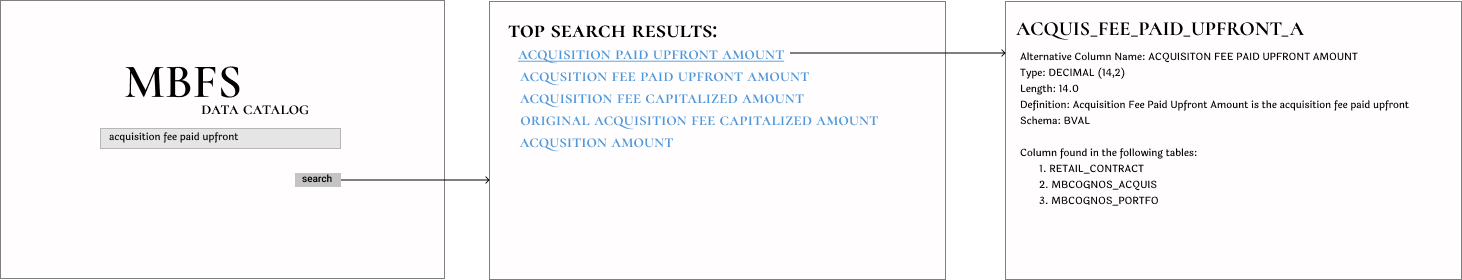 MBFS
DATA CATALOG
acquisition fee paid upfront
search
TOP SEARCH RESULTS:
ACQUISITION PAID UPFRONT AMOUNT
ACQUSITION FEE PAID UPFRONT AMOUNT
ACQUSITION FEE CAPITALIZED AMOUNT
ORIGINAL ACQUISITION FEE CAPITALIZED AMOUNT
ACQUSITION AMOUNT
ACQUIS_FEE_PAID_UPFRONT_A
Alternative Column Name: ACQUISITON FEE PAID UPFRONT AMOUNT
Type: DECIMAL (14,2)
Length: 14.0
Definition: Acquisition Fee Paid Upfront Amount is the acquisition fee paid upfront
Schema: BVAL
Column found in the following tables:
1. RETAIL_CONTRACT
2. MBCOGNOS_ACQUIS
3. MBCOGNOS_PORTFO